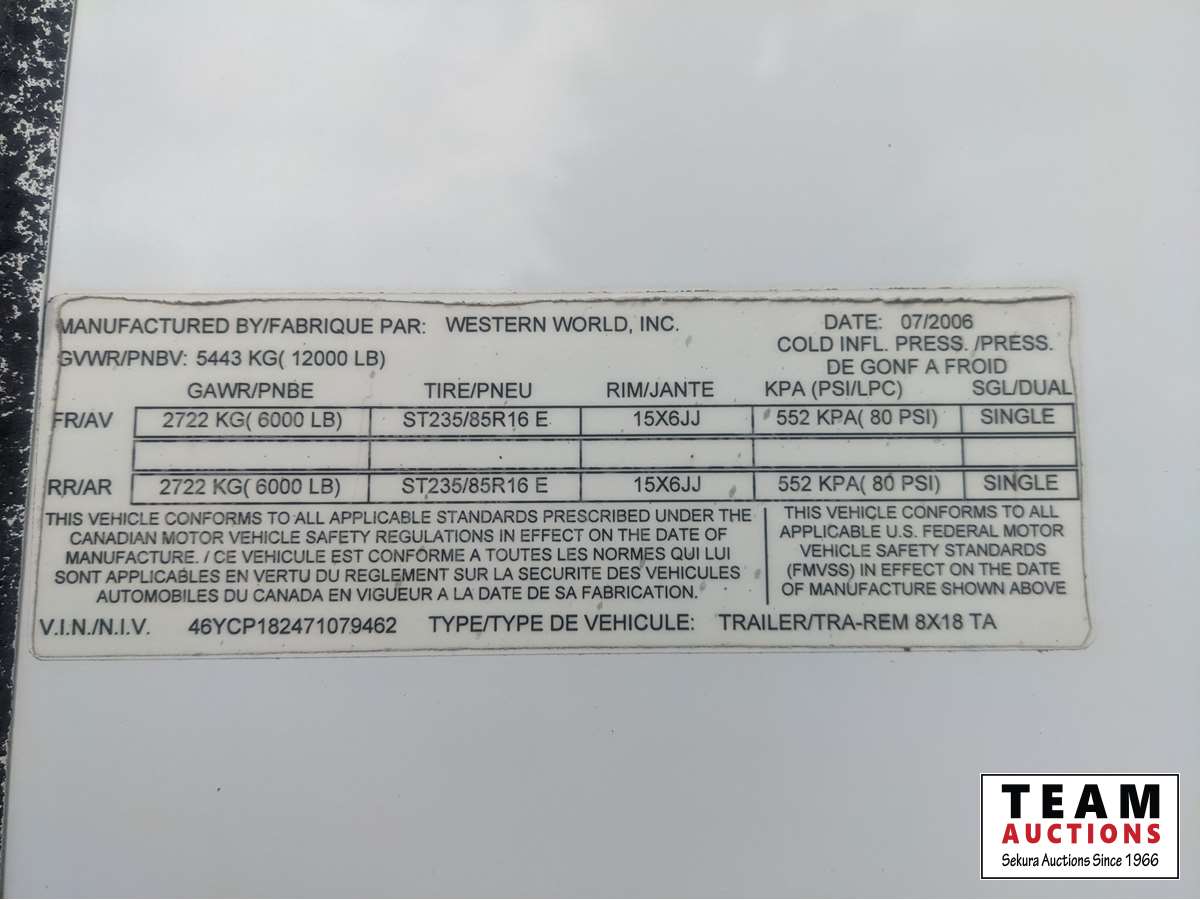 MANUFACTURED BY/FABRIQUE PAR: WESTERN WORLD, INC. DATE: 07/2006
GVWR/PNBV: 5443 KG( 12000 LB) COLD INFL. PRESS. /PRESS.
DE GONF A FROID
GAWR/PNBE TIRE/PNEU RIM/JANTE KPA (PSI/LPC) SGL/DUAL
FR/AV 2722 KG( 6000 LB) ST235/85R16 E 15X6JJ 552 KPA( 80 PSI) SINGLE
RR/AR 2722 KG( 6000 LB) ST235/85R16 E 15X6JJ 552 KPA( 80 PSI) SINGLE
THIS VEHICLE CONFORMS TO ALL APPLICABLE STANDARDS PRESCRIBED UNDER THE
CANADIAN MOTOR VEHICLE SAFETY REGULATIONS IN EFFECT ON THE DATE OF
MANUFACTURE. / CE VEHICULE EST CONFORME A TOUTES LES NORMES QUI LUI
SONT APPLICABLES EN VERTU DU REGLEMENT SUR LA SECURITE DES VEHICULES
AUTOMOBILES DU CANADA EN VIGUEUR A LA DATE DE SA FABRICATION.
THIS VEHICLE CONFORMS TO ALL
APPLICABLE U.S. FEDERAL MOTOR
VEHICLE SAFETY STANDARDS
(FMVSS) IN EFFECT ON THE DATE
OF MANUFACTURE SHOWN ABOVE
V.I.N./N.I.V. 46YCP182471079462 TYPE/TYPE DE VEHICULE: TRAILER/TRA-REM 8X18 TA
TEAM
AUCTIONS
Sekura Auctions Since 1966